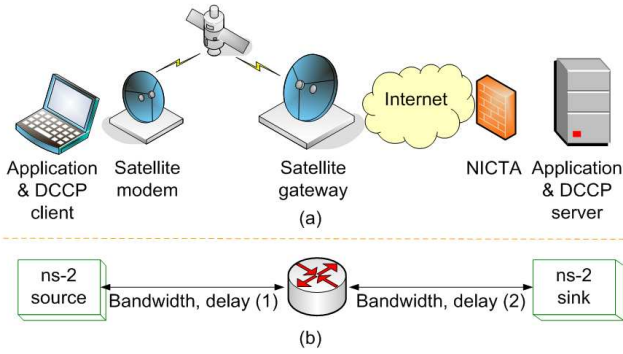 Internet
Application
& DCCP
client
Satellite
modem
Satellite
gateway
NICTA
Application
& DCCP
server
(a)
ns-2
source
Bandwidth, delay (1)
Bandwidth, delay (2)
ns-2
sink
(b)